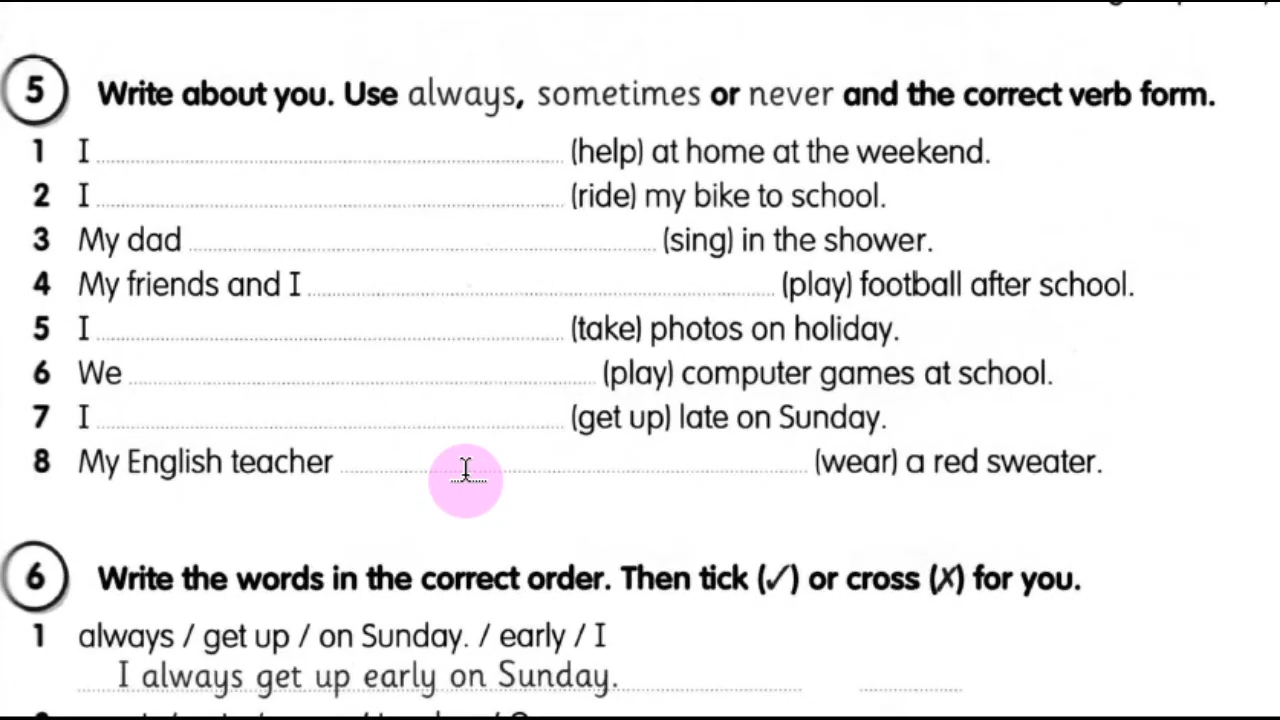 5 Write about you. Use always, sometimes or never and the correct verb form.
1 I ........ (help) at home at the weekend.
2 I ........ (ride) my bike to school.
3 My dad ........ (sing) in the shower.
4 My friends and I ........ (play) football after school.
5 I ........ (take) photos on holiday.
6 We ........ (play) computer games at school.
7 I ........ (get up) late on Sunday.
8 My English teacher ........ (wear) a red sweater.
6 Write the words in the correct order. Then tick (✓) or cross (✗) for you.
1 always / get up / on Sunday. / early / I
I always get up early on Sunday.